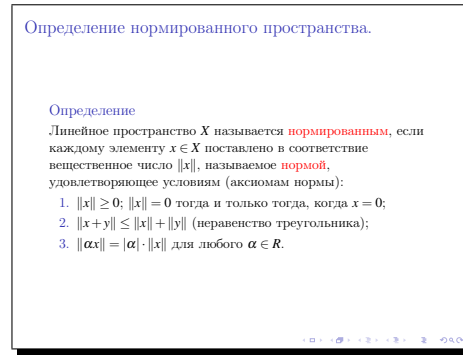 Определение нормированного пространства.
Определение
Линейное пространство X называется нормированным, если
каждому элементу x ∈ X поставлено в соответствие
вещественное число ‖x‖, называемое нормой,
удовлетворяющее условиям (аксиомам нормы):
1. ‖x‖ ≥ 0; ‖x‖ = 0 тогда и только тогда, когда x = 0;
2. ‖x + y‖ ≤ ‖x‖ + ‖y‖ (неравенство треугольника);
3. ‖αx‖ = |α| · ‖x‖ для любого α ∈ R.